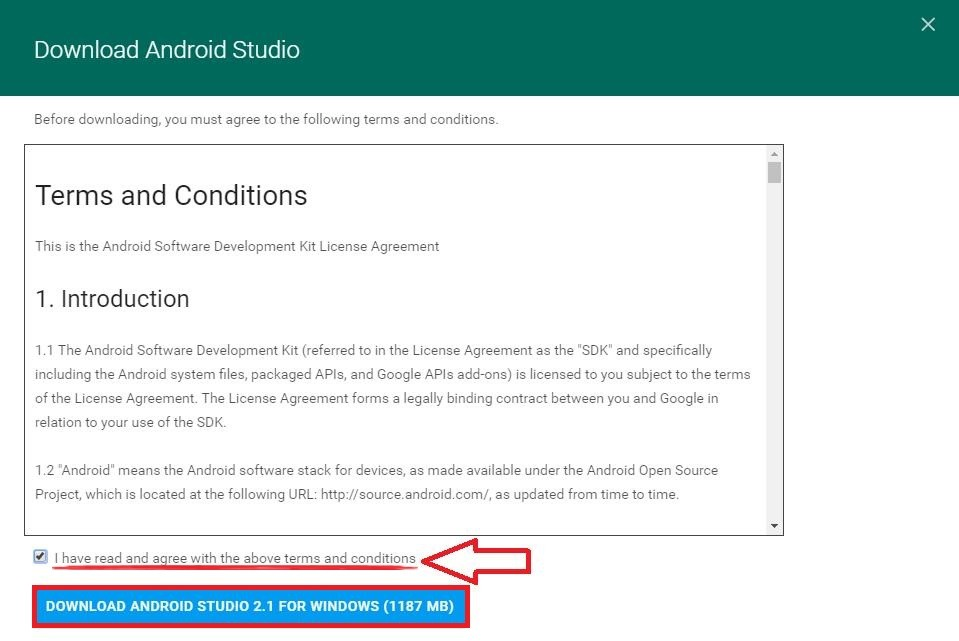 Download Android Studio
Before downloading, you must agree to the following terms and conditions.
Terms and Conditions
This is the Android Software Development Kit License Agreement
1. Introduction
1.1 The Android Software Development Kit (referred to in the License Agreement as the "SDK" and specifically
including the Android system files, packaged APIs, and Google APIs add-ons) is licensed to you subject to the terms
of the License Agreement. The License Agreement forms a legally binding contract between you and Google in
relation to your use of the SDK.
1.2 "Android" means the Android software stack for devices, as made available under the Android Open Source
Project, which is located at the following URL: http://source.android.com/, as updated from time to time.
I have read and agree with the above terms and conditions
DOWNLOAD ANDROID STUDIO 2.1 FOR WINDOWS (1187 MB)